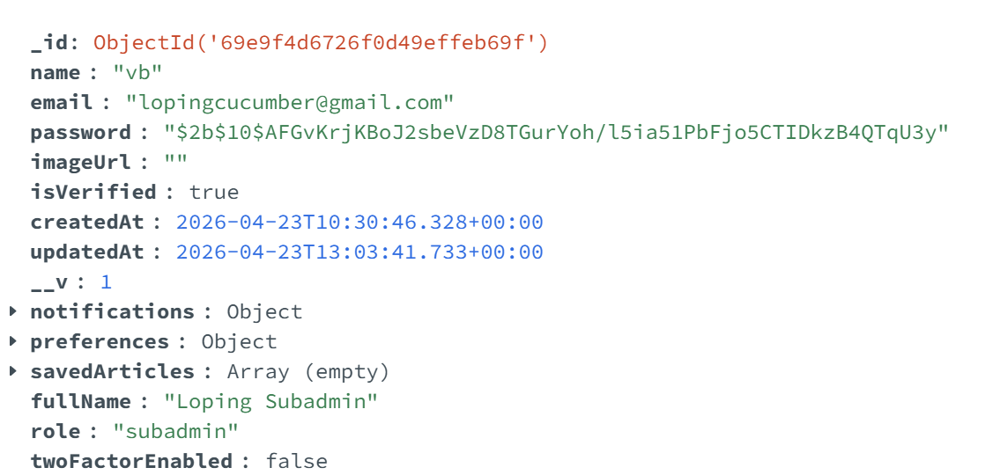 _id: ObjectId('69e9f4d6726f0d49effeb69f')
name : "vb"
email : "lopingcucumber@gmail.com"
password : "$2b$10$AFGvKrjKBoJ2sbeVzD8TGurYoh/l5ia51PbFjo5CTIDkzB4QTqU3y"
imageUrl : ""
isVerified : true
createdAt : 2026-04-23T10:30:46.328+00:00
updatedAt : 2026-04-23T13:03:41.733+00:00
__v : 1
notifications : Object
preferences : Object
savedArticles : Array (empty)
fullName : "Loping Subadmin"
role : "subadmin"
twoFactorEnabled : false